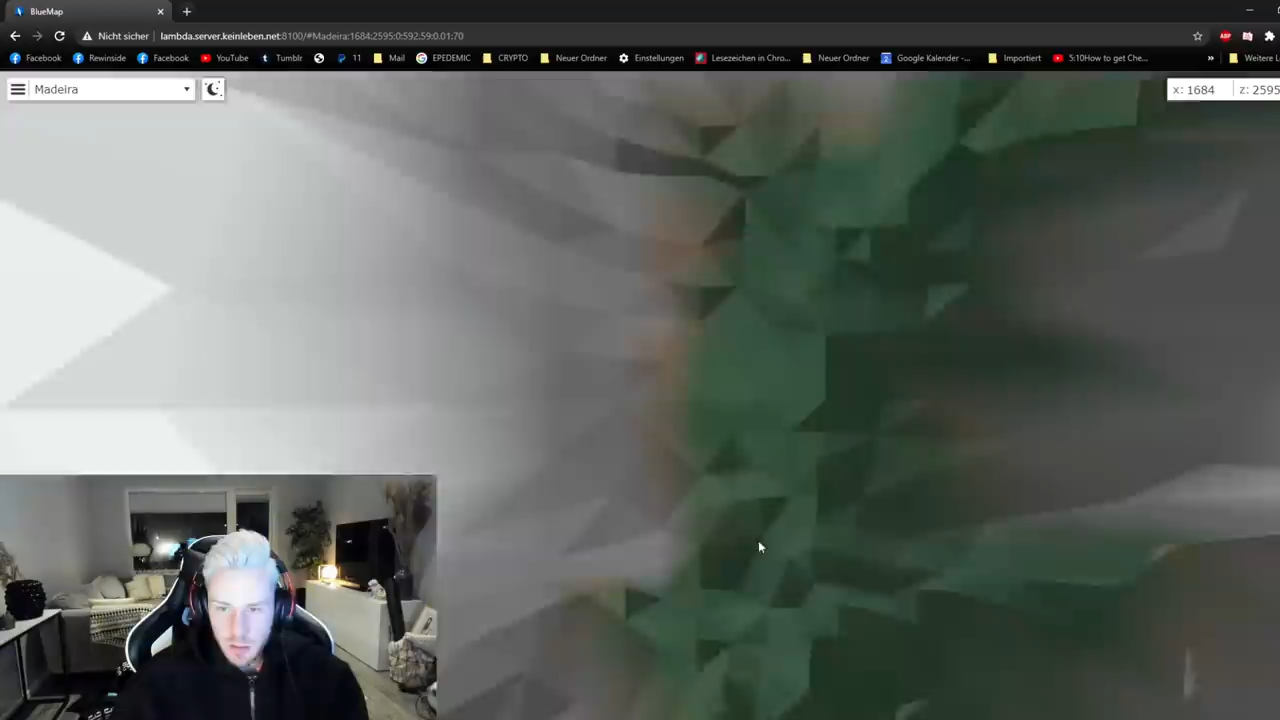 BlueMap
Nicht sicher lambda.server.keinleben.net:8100/#Madeira:1684:2595:0:592.59:0.01:70
Facebook Rewinside Facebook YouTube Tumblr 11 Mail EPEDEMIC CRYPTO Neuer Ordner Einstellungen Lesezeichen in Chro... Neuer Ordner Google Kalender -... Importiert 5:10How to get Che... » Weitere L
Madeira x: 1684 z: 2595